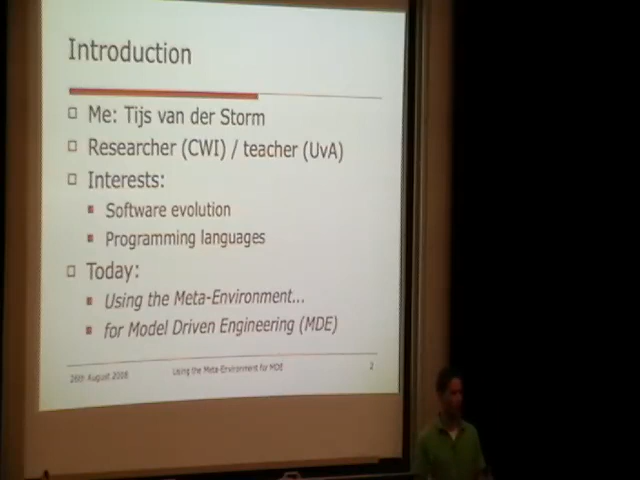 Introduction
Me: Tijs van der Storm
Researcher (CWI) / teacher (UvA)
Interests:
Software evolution
Programming languages
Today:
Using the Meta-Environment...
for Model Driven Engineering (MDE)
26th August 2008 Using the Meta-Environment for MDE 2